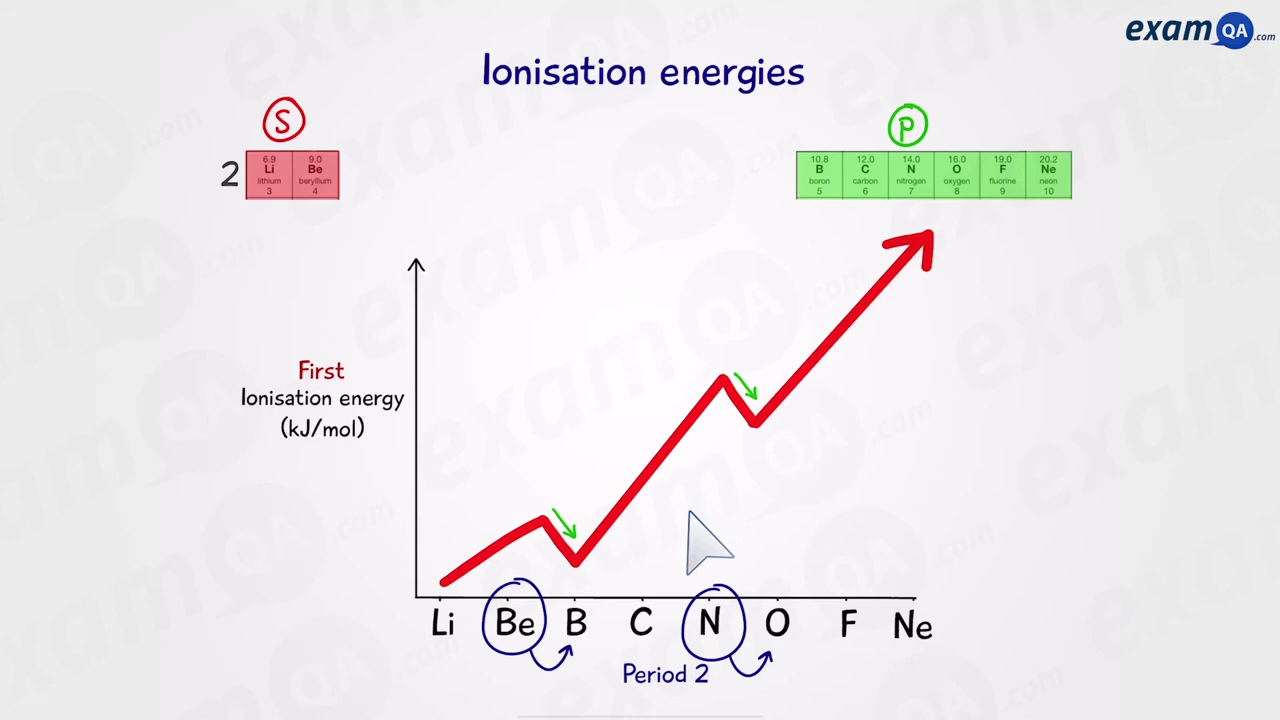 examQA.com
Ionisation energies
S
P
2
6.9 9.0
Li Be
lithium beryllium
3 4
10.8 12.0 14.0 16.0 19.0 20.2
B C N O F Ne
boron carbon nitrogen oxygen fluorine neon
5 6 7 8 9 10
First
Ionisation energy
(kJ/mol)
Li Be B C N O F Ne
Period 2